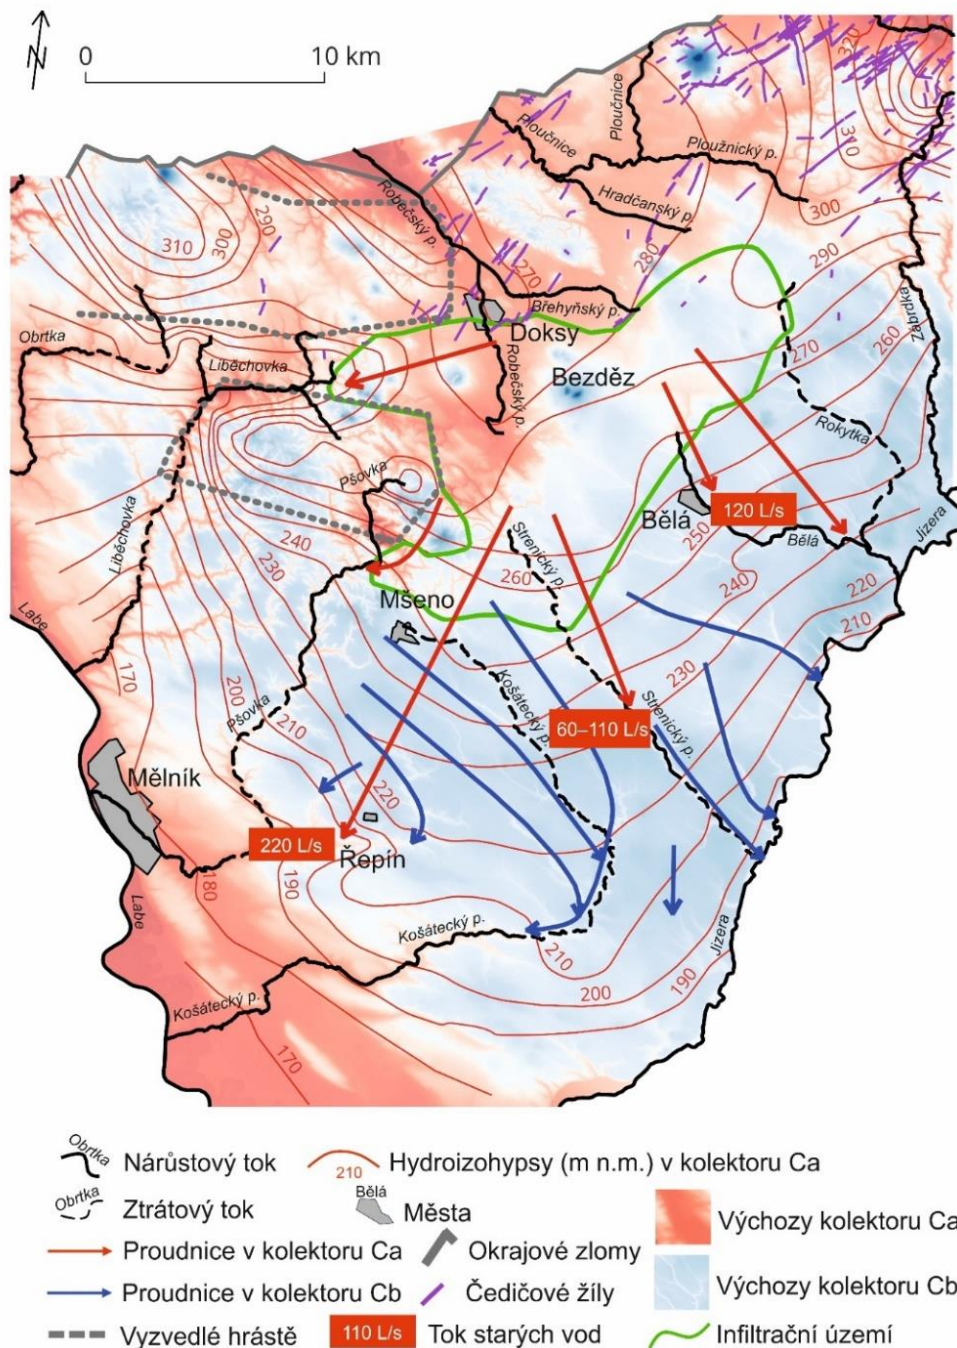 N
0 10 km
320
310
Ploučnice
Ploučnice
Ploužnický p.
Hradčanský p.
Robečský p.
290
300
310
300
290
280
270
Zábrdka
Břehyňský p.
Doksy
Obrtka
Liběchovka
Robečský p.
Bezděz
270
260
Rokytka
Pšovka
Liběchovka
240
Strenický p.
Bělá
120 L/s
Bělá
250
Jizera
230
260
240
220
210
Mšeno
Labe
170
200
Pšovka
210
Košátecký p.
230
Strenický p.
60–110 L/s
Mělník
220
220 L/s
Řepín
180
190
Labe
Košátecký p.
210
200
190
Jizera
Košátecký p.
170
Obrtka Nárůstový tok
210 Hydroizohypsy (m n.m.) v kolektoru Ca
Obrtka Ztrátový tok
Bělá Města
Výchozy kolektoru Ca
Proudnice v kolektoru Ca
Okrajové zlomy
Proudnice v kolektoru Cb
Čedičové žíly
Výchozy kolektoru Cb
Vyzvedlé hrástě
110 L/s Tok starých vod
Infiltrační území